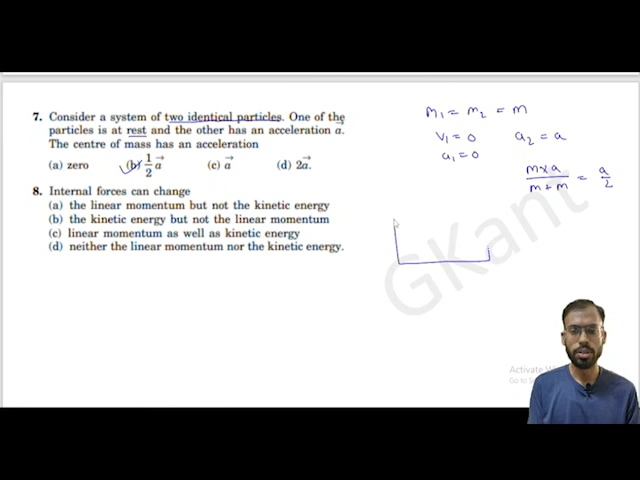 7. Consider a system of two identical particles. One of the
particles is at rest and the other has an acceleration a⃗.
The centre of mass has an acceleration
(a) zero (b) 1/2 a⃗ (c) a⃗ (d) 2a⃗.
8. Internal forces can change
(a) the linear momentum but not the kinetic energy
(b) the kinetic energy but not the linear momentum
(c) linear momentum as well as kinetic energy
(d) neither the linear momentum nor the kinetic energy.
m₁ = m₂ = m
v₁ = 0 a₂ = a
a₁ = 0
m×a / m+m = a/2
GKant
Activate
Go to S